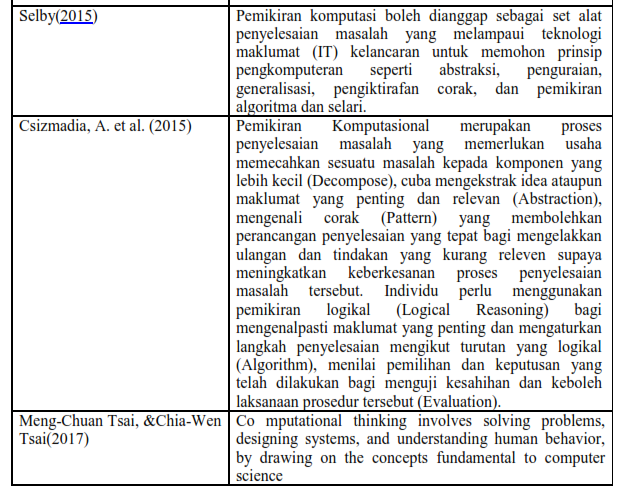 Selby(2015)
Pemikiran komputasi boleh dianggap sebagai set alat
penyelesaian masalah yang melampaui teknologi
maklumat (IT) kelancaran untuk memohon prinsip
pengkomputeran seperti abstraksi, penguraian,
generalisasi, pengiktirafan corak, dan pemikiran
algoritma dan selari.
Csizmadia, A. et al. (2015)
Pemikiran Komputasional merupakan proses
penyelesaian masalah yang memerlukan usaha
memecahkan sesuatu masalah kepada komponen yang
lebih kecil (Decompose), cuba mengekstrak idea ataupun
maklumat yang penting dan relevan (Abstraction),
mengenali corak (Pattern) yang membolehkan
perancangan penyelesaian yang tepat bagi mengelakkan
ulangan dan tindakan yang kurang releven supaya
meningkatkan keberkesanan proses penyelesaian
masalah tersebut. Individu perlu menggunakan
pemikiran logikal (Logical Reasoning) bagi
mengenalpasti maklumat yang penting dan mengaturkan
langkah penyelesaian mengikut turutan yang logikal
(Algorithm), menilai pemilihan dan keputusan yang
telah dilakukan bagi menguji kesahihan dan keboleh
laksanaan prosedur tersebut (Evaluation).
Meng-Chuan Tsai, &Chia-Wen
Tsai(2017)
Co mputational thinking involves solving problems,
designing systems, and understanding human behavior,
by drawing on the concepts fundamental to computer
science